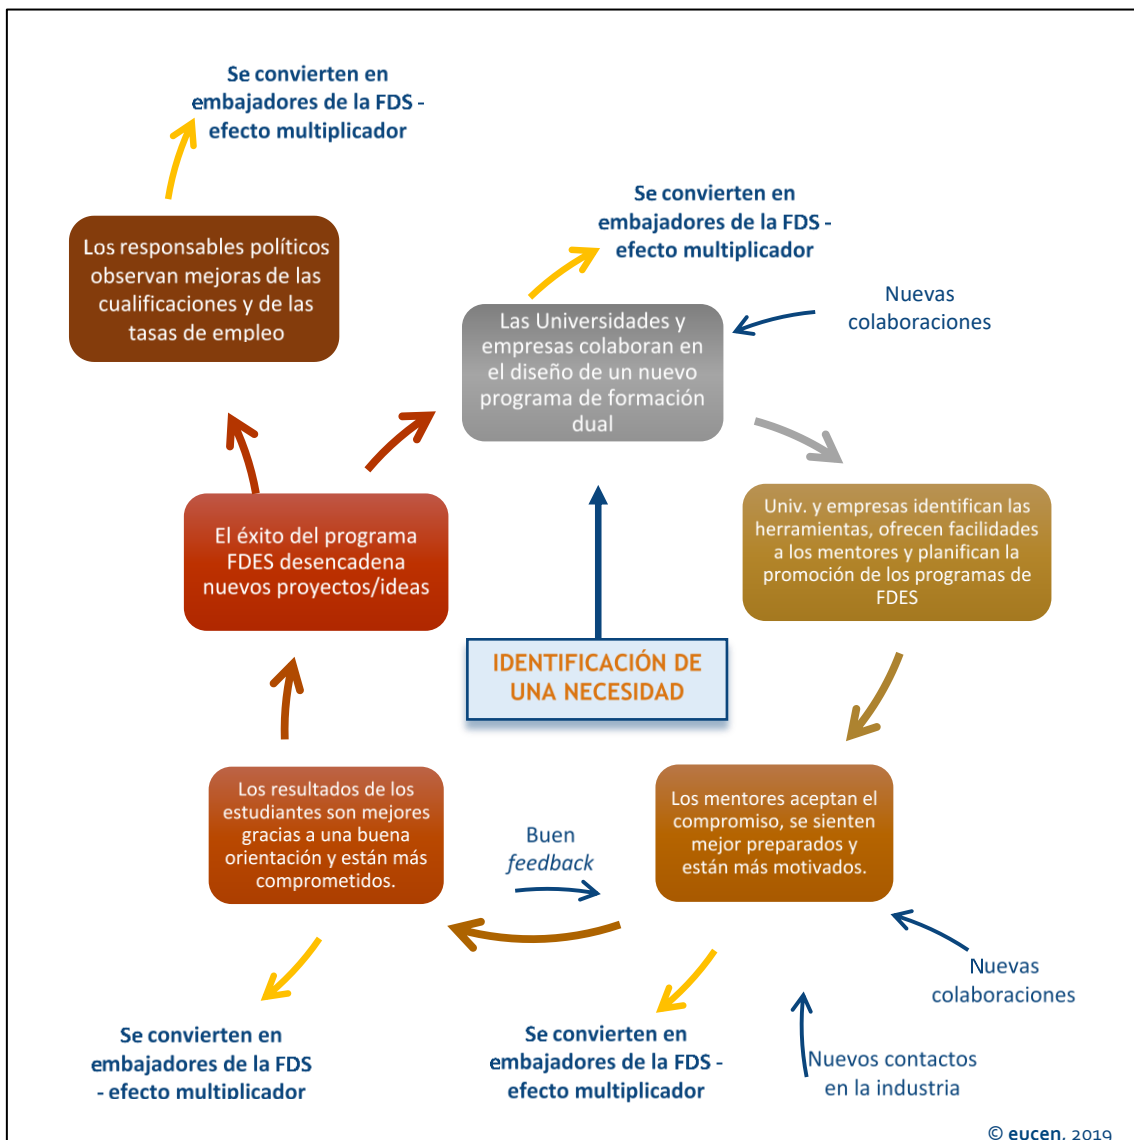 Se convierten en
embajadores de la FDS -
efecto multiplicador
Los responsables políticos
observan mejoras de las
cualificaciones y de las
tasas de empleo
Se convierten en
embajadores de la FDS -
efecto multiplicador
Nuevas
colaboraciones
Las Universidades y
empresas colaboran en
el diseño de un nuevo
programa de formación
dual
El éxito del programa
FDES desencadena
nuevos proyectos/ideas
Univ. y empresas identifican las
herramientas, ofrecen facilidades
a los mentores y planifican la
promoción de los programas de
FDES
IDENTIFICACIÓN DE
UNA NECESIDAD
Los resultados de los
estudiantes son mejores
gracias a una buena
orientación y están más
comprometidos.
Buen
feedback
Los mentores aceptan el
compromiso, se sienten
mejor preparados y
están más motivados.
Nuevas
colaboraciones
Se convierten en
embajadores de la FDS
- efecto multiplicador
Se convierten en
embajadores de la FDS -
efecto multiplicador
Nuevos contactos
en la industria
© eucen, 2019